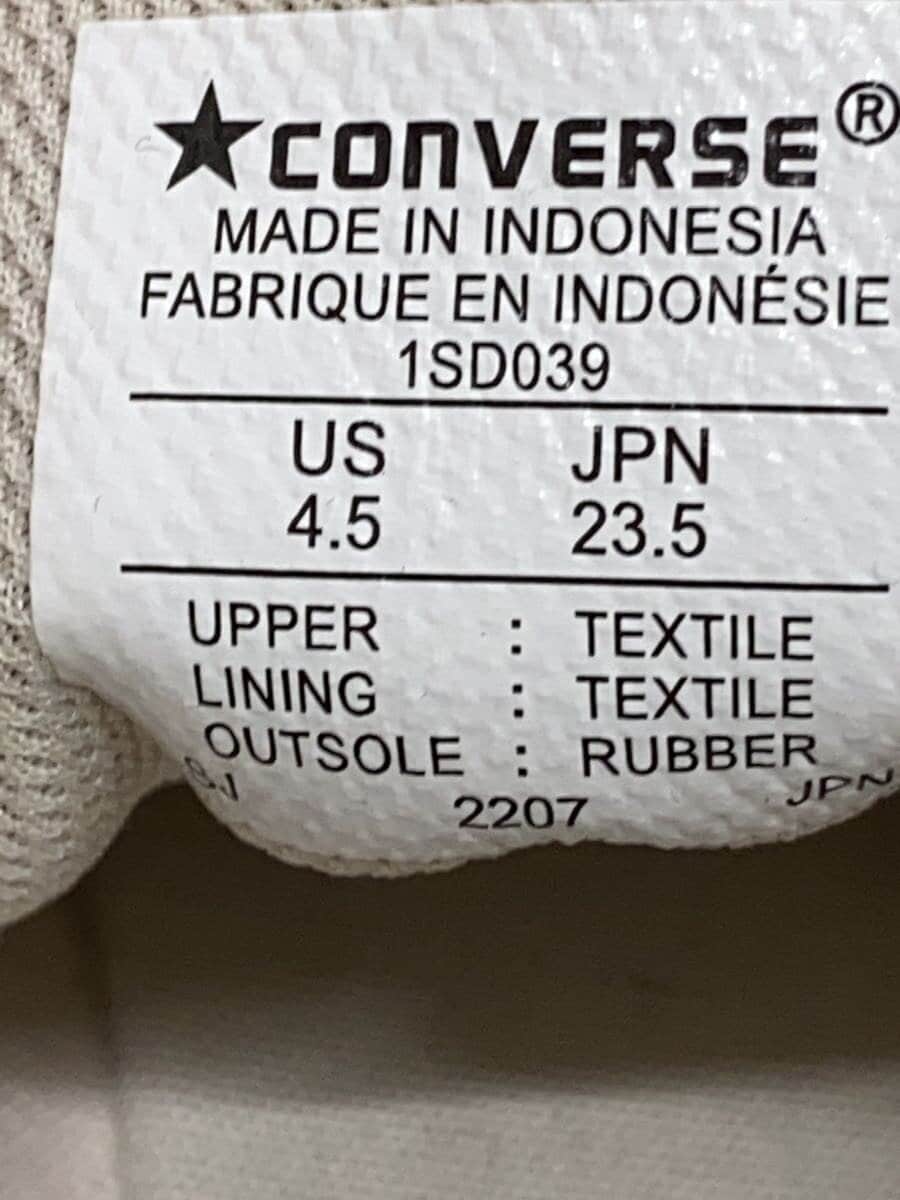 ★CONVERSE®
MADE IN INDONESIA
FABRIQUE EN INDONÉSIE
1SD039
US JPN
4.5 23.5
UPPER : TEXTILE
LINING : TEXTILE
OUTSOLE : RUBBER
2207 JPN